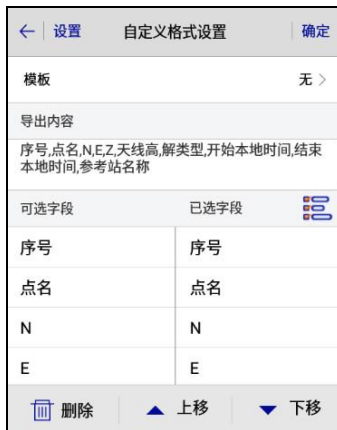 ← 设置 自定义格式设置 确定
模板 无 >
导出内容
序号,点名,N,E,Z,天线高,解类型,开始本地时间,结束
本地时间,参考站名称
可选字段 已选字段
序号 序号
点名 点名
N N
E E
删除 上移 下移